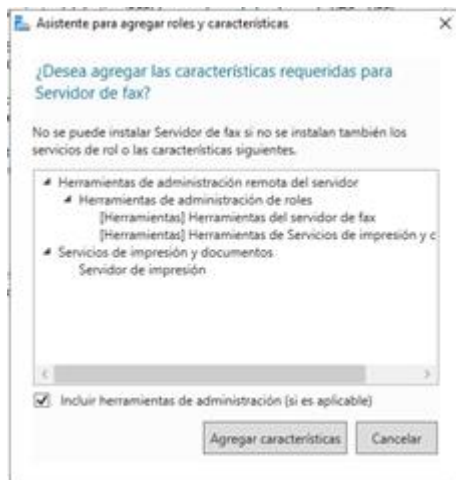 Asistente para agregar roles y características
¿Desea agregar las características requeridas para
Servidor de fax?
No se puede instalar Servidor de fax si no se instalan también los
servicios de rol o las características siguientes.
Herramientas de administración remota del servidor
Herramientas de administración de roles
[Herramientas] Herramientas del servidor de fax
[Herramientas] Herramientas de Servicios de impresión y c
Servicios de impresión y documentos
Servidor de impresión
Incluir herramientas de administración (si es aplicable)
Agregar características Cancelar